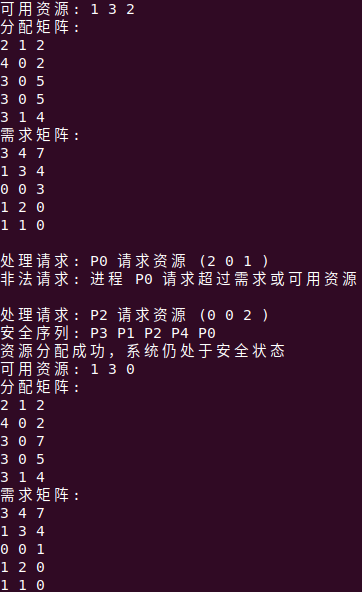 可用资源: 1 3 2
分配矩阵:
2 1 2
4 0 2
3 0 5
3 0 5
3 1 4
需求矩阵:
3 4 7
1 3 4
0 0 3
1 2 0
1 1 0
处理请求: P0 请求资源 (2 0 1 )
非法请求: 进程 P0 请求超过需求或可用资源
处理请求: P2 请求资源 (0 0 2 )
安全序列: P3 P1 P2 P4 P0
资源分配成功，系统仍处于安全状态
可用资源: 1 3 0
分配矩阵:
2 1 2
4 0 2
3 0 7
3 0 5
3 1 4
需求矩阵:
3 4 7
1 3 4
0 0 1
1 2 0
1 1 0